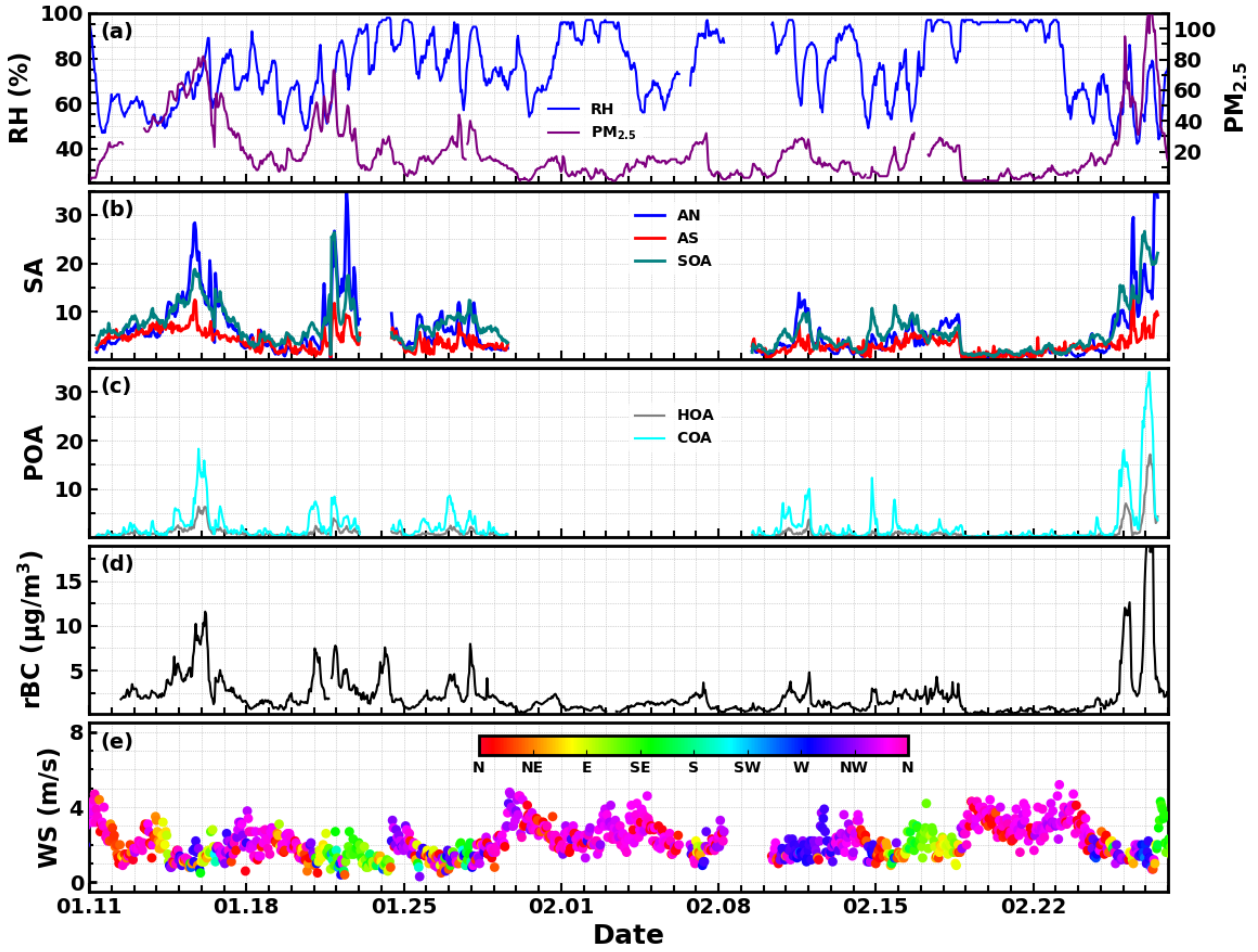 (a)
RH (%)
100
80
60
40
RH
PM2.5
100
80
60
40
20
PM2.5
(b)
SA
30
20
10
AN
AS
SOA
(c)
POA
30
20
10
HOA
COA
(d)
rBC (μg/m³)
15
10
5
(e)
WS (m/s)
8
4
0
N NE E SE S SW W NW N
01.11 01.18 01.25 02.01 02.08 02.15 02.22
Date